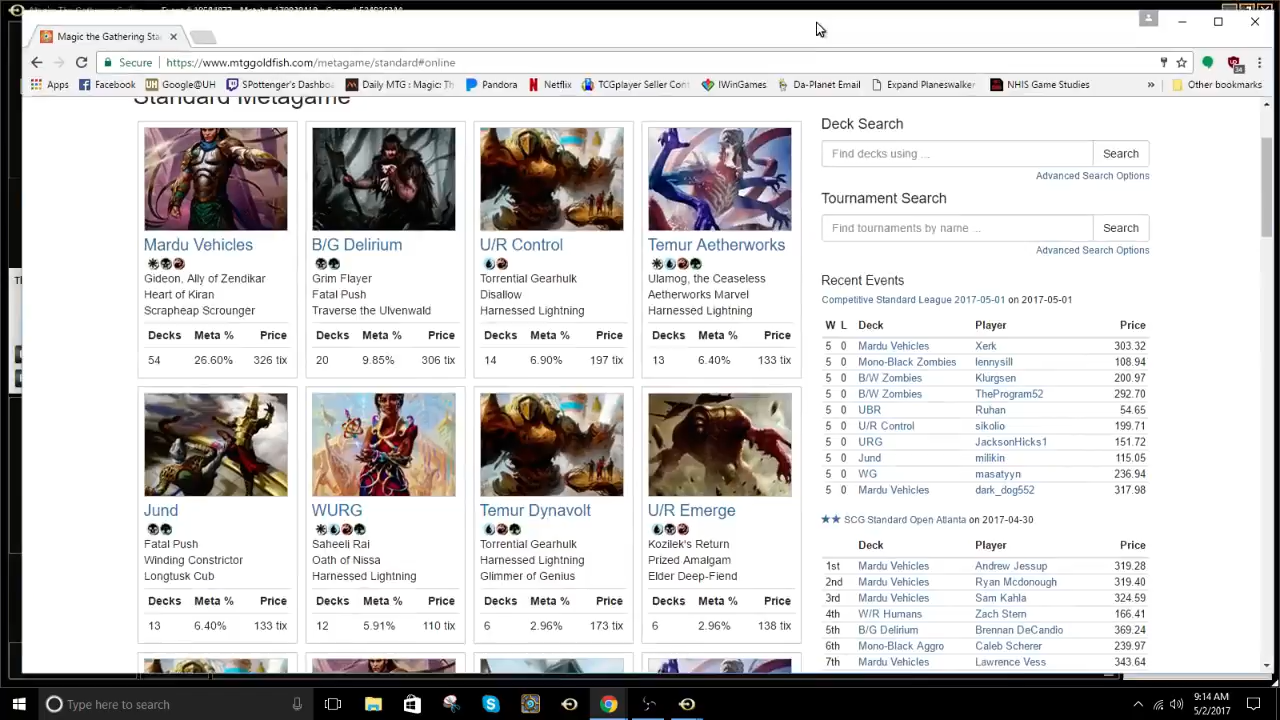 Magic the Gathering Sta
Secure https://www.mtggoldfish.com/metagame/standard#online
Apps Facebook Google@UH SPottenger's Dashbo Daily MTG : Magic: Th Pandora Netflix TCGplayer Seller Cont IWinGames Da-Planet Email Expand Planeswalker NHIS Game Studies » Other bookmarks
34
Standard Metagame
Mardu Vehicles
Gideon, Ally of Zendikar
Heart of Kiran
Scrapheap Scrounger
Decks Meta % Price
54 26.60% 326 tix
B/G Delirium
Grim Flayer
Fatal Push
Traverse the Ulvenwald
Decks Meta % Price
20 9.85% 306 tix
U/R Control
Torrential Gearhulk
Disallow
Harnessed Lightning
Decks Meta % Price
14 6.90% 197 tix
Temur Aetherworks
Ulamog, the Ceaseless
Aetherworks Marvel
Harnessed Lightning
Decks Meta % Price
13 6.40% 133 tix
Jund
Fatal Push
Winding Constrictor
Longtusk Cub
Decks Meta % Price
13 6.40% 133 tix
WURG
Saheeli Rai
Oath of Nissa
Harnessed Lightning
Decks Meta % Price
12 5.91% 110 tix
Temur Dynavolt
Torrential Gearhulk
Harnessed Lightning
Glimmer of Genius
Decks Meta % Price
6 2.96% 173 tix
U/R Emerge
Kozilek's Return
Prized Amalgam
Elder Deep-Fiend
Decks Meta % Price
6 2.96% 138 tix
Deck Search
Find decks using ... Search
Advanced Search Options
Tournament Search
Find tournaments by name ... Search
Advanced Search Options
Recent Events
Competitive Standard League 2017-05-01 on 2017-05-01
W L Deck Player Price
5 0 Mardu Vehicles Xerk 303.32
5 0 Mono-Black Zombies lennysill 108.94
5 0 B/W Zombies Klurgsen 200.97
5 0 B/W Zombies TheProgram52 292.70
5 0 UBR Ruhan 54.65
5 0 U/R Control sikolio 199.71
5 0 URG JacksonHicks1 151.72
5 0 Jund milikin 115.05
5 0 WG masatyyn 236.94
5 0 Mardu Vehicles dark_dog552 317.98
★★ SCG Standard Open Atlanta on 2017-04-30
Deck Player Price
1st Mardu Vehicles Andrew Jessup 319.28
2nd Mardu Vehicles Ryan Mcdonough 319.40
3rd Mardu Vehicles Sam Kahla 324.59
4th W/R Humans Zach Stern 166.41
5th B/G Delirium Brennan DeCandio 369.24
6th Mono-Black Aggro Caleb Scherer 239.97
7th Mardu Vehicles Lawrence Vess 343.64
Type here to search
9:14 AM
5/2/2017